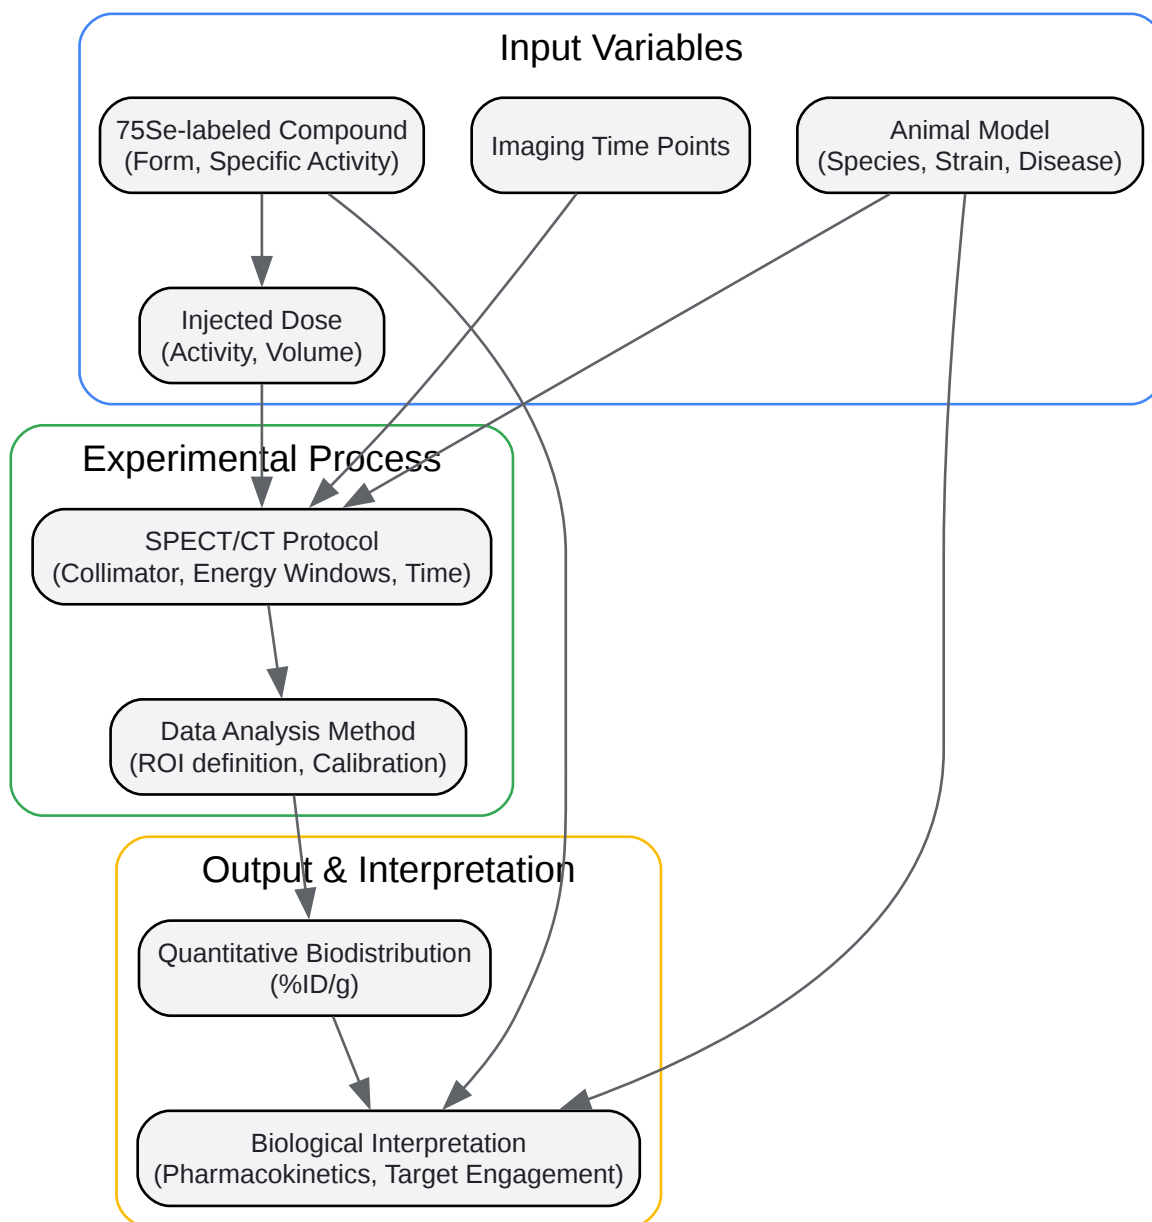 Input Variables
75Se-labeled Compound
(Form, Specific Activity)
Imaging Time Points
Animal Model
(Species, Strain, Disease)
Injected Dose
(Activity, Volume)
Experimental Process
SPECT/CT Protocol
(Collimator, Energy Windows, Time)
Data Analysis Method
(ROI definition, Calibration)
Output & Interpretation
Quantitative Biodistribution
(%ID/g)
Biological Interpretation
(Pharmacokinetics, Target Engagement)